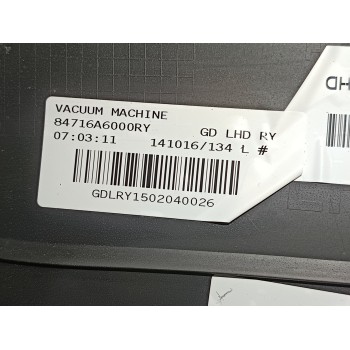 VACUUM MACHINE
84716A6000RY GD LHD RY
07:03:11 141016/134 Ł #
GDLRY1502040026
HD